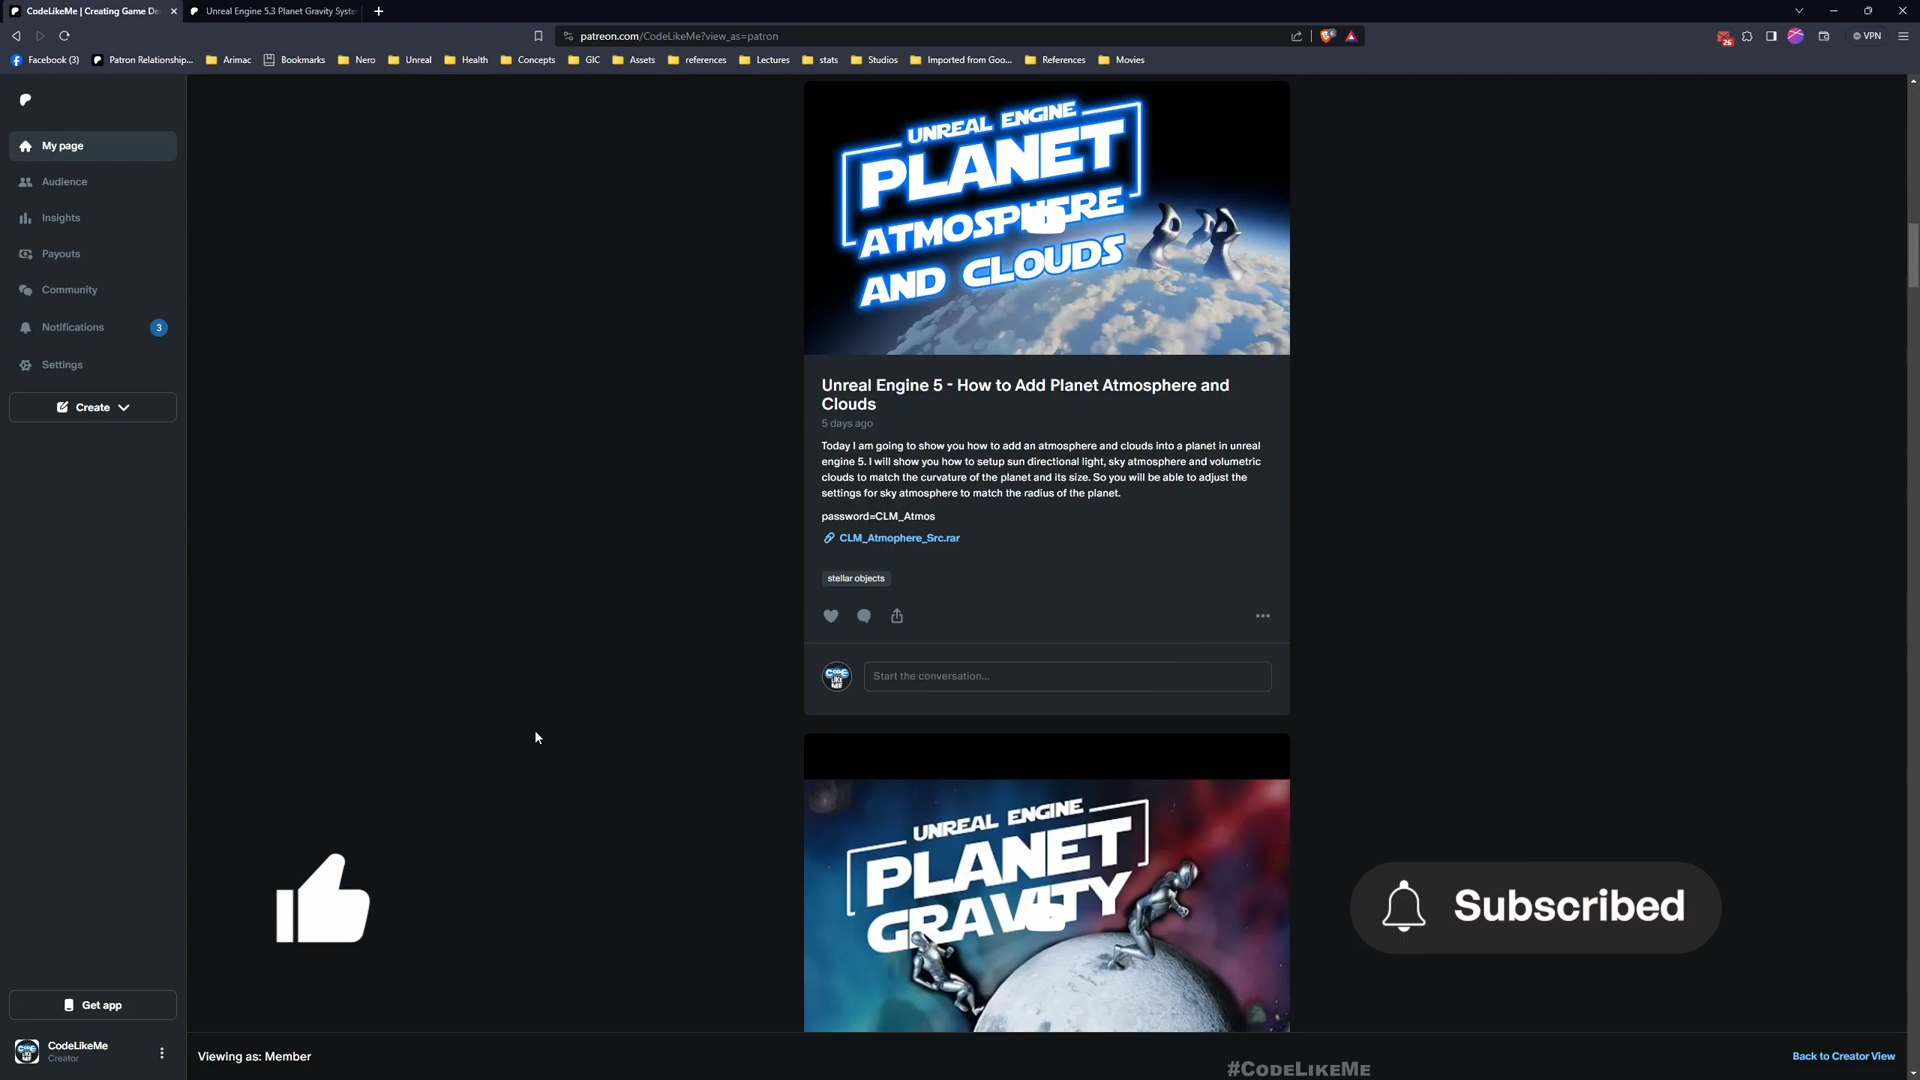 CodeLikeMe | Creating Game De
Unreal Engine 5.3 Planet Gravity Syste
patreon.com/CodeLikeMe?view_as=patron
6
26
VPN
Facebook (3)
Patron Relationship...
Arimac
Bookmarks
Nero
Unreal
Health
Concepts
GIC
Assets
references
Lectures
stats
Studios
Imported from Goo...
References
Movies
My page
Audience
Insights
Payouts
Community
Notifications
3
Settings
Create
UNREAL ENGINE
PLANET
ATMOSPHERE
AND CLOUDS
Unreal Engine 5 - How to Add Planet Atmosphere and
Clouds
5 days ago
Today I am going to show you how to add an atmosphere and clouds into a planet in unreal
engine 5. I will show you how to setup sun directional light, sky atmosphere and volumetric
clouds to match the curvature of the planet and its size. So you will be able to adjust the
settings for sky atmosphere to match the radius of the planet.
password=CLM_Atmos
CLM_Atmophere_Src.rar
stellar objects
CODE
LIKE
ME
Start the conversation...
UNREAL ENGINE
PLANET
GRAVITY
Subscribed
Get app
CodeLikeMe
Creator
Viewing as: Member
Back to Creator View
#CodeLikeMe